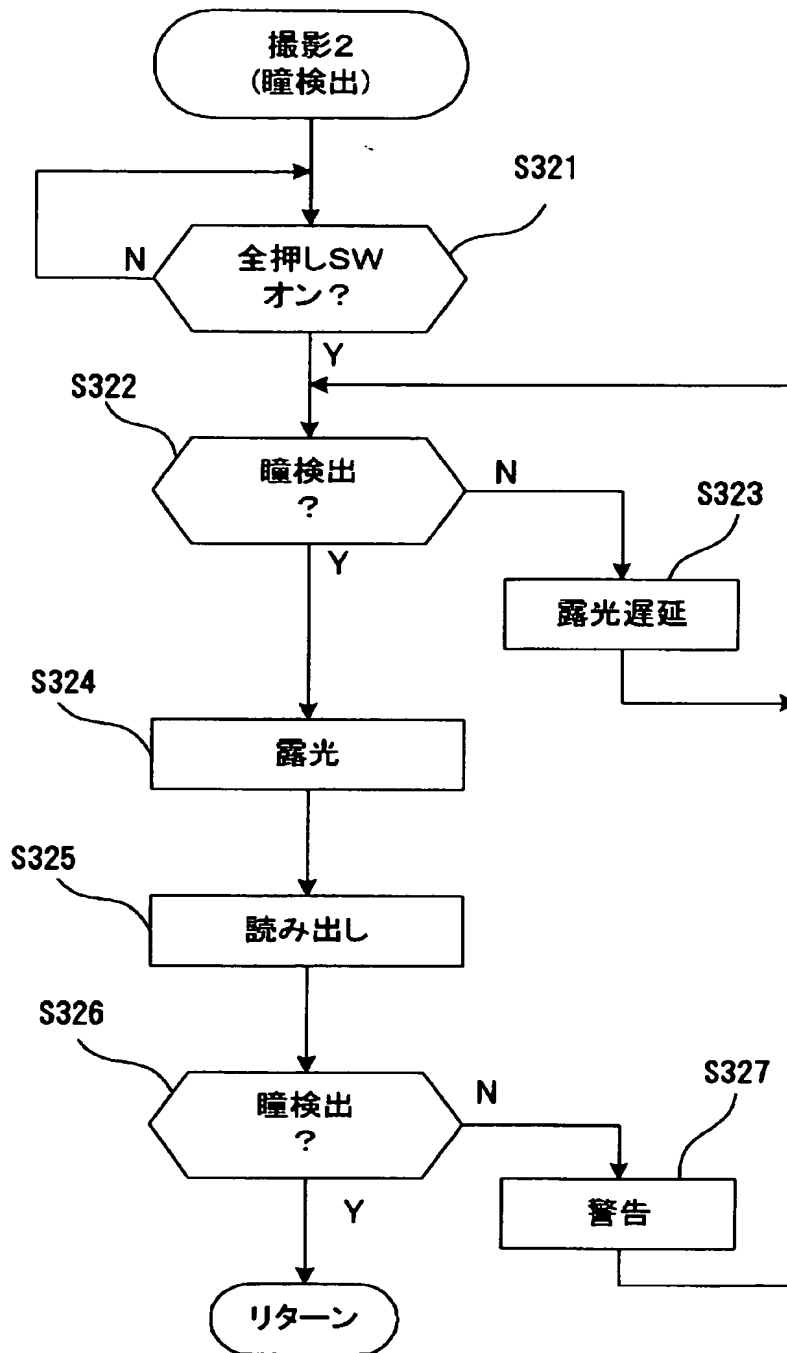 撮影2
(瞳検出)
S321
全押しSW
オン?
N
Y
S322
瞳検出
?
N
Y
S323
露光遅延
S324
露光
S325
読み出し
S326
瞳検出
?
N
Y
S327
警告
リターン